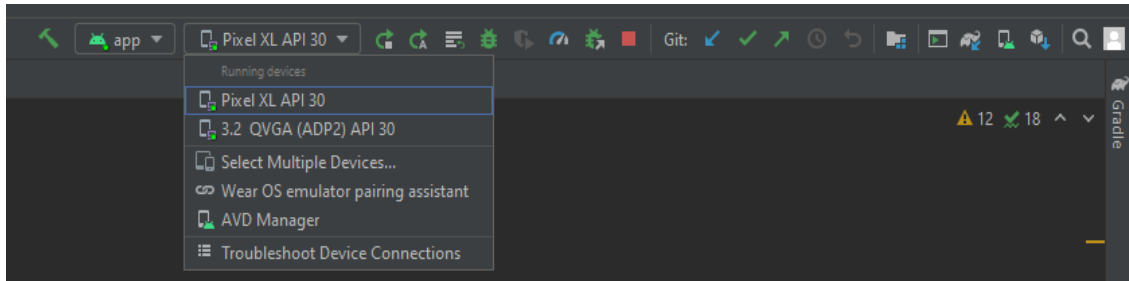 app Pixel XL API 30 Git:
Running devices
Pixel XL API 30
3.2 QVGA (ADP2) API 30
Select Multiple Devices...
Wear OS emulator pairing assistant
AVD Manager
Troubleshoot Device Connections
12 18
Gradle